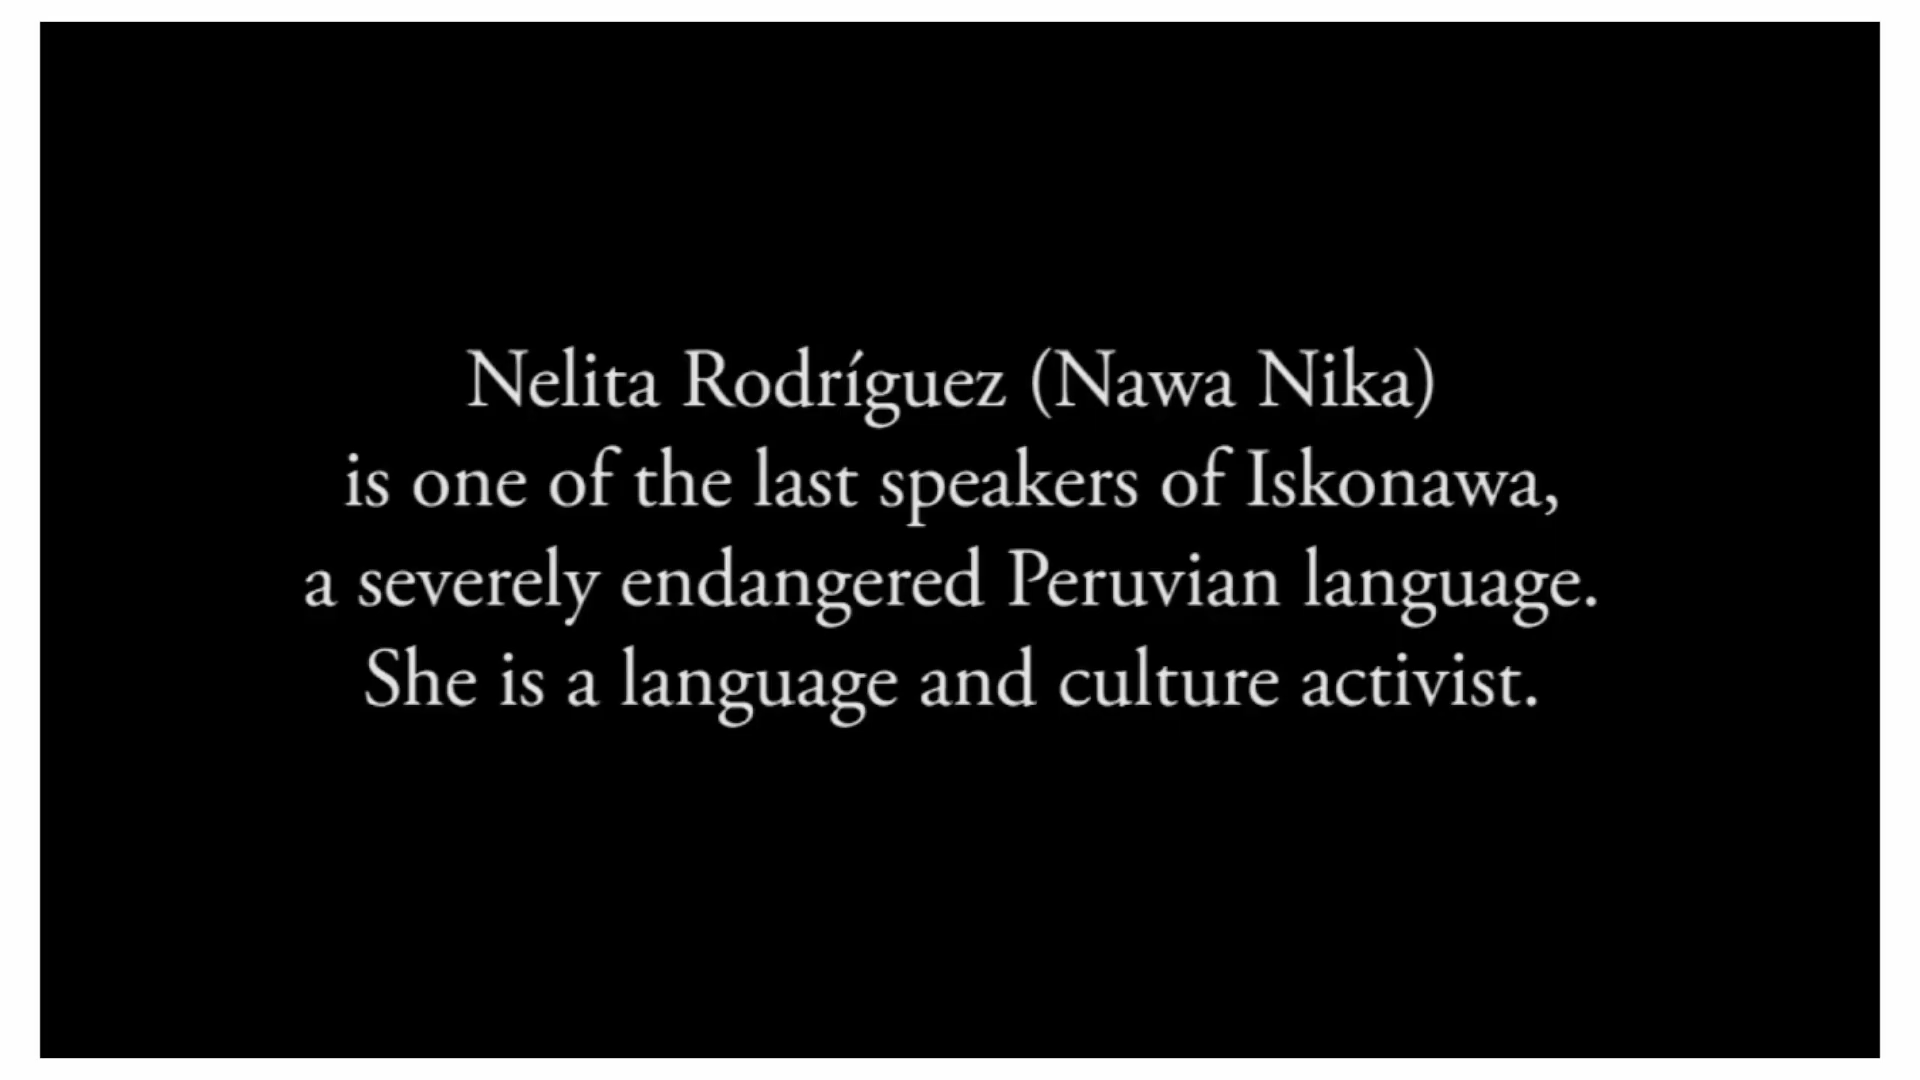 Nelita Rodríguez (Nawa Nika)
is one of the last speakers of Iskonawa,
a severely endangered Peruvian language.
She is a language and culture activist.